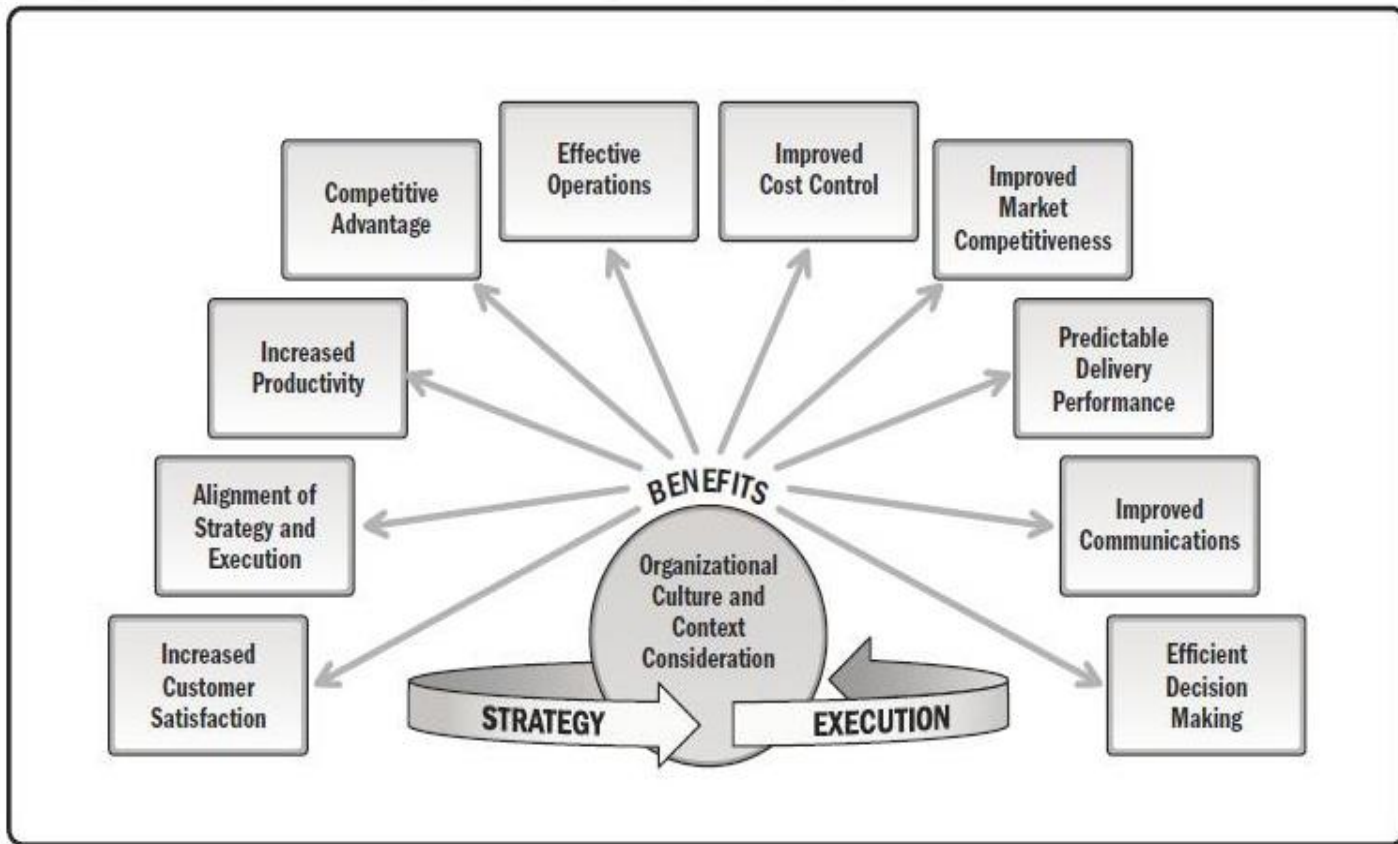 Effective
Operations
Improved
Cost Control
Competitive
Advantage
Improved
Market
Competitiveness
Increased
Productivity
Predictable
Delivery
Performance
Alignment of
Strategy and
Execution
BENEFITS
Improved
Communications
Organizational
Culture and
Context
Consideration
Increased
Customer
Satisfaction
Efficient
Decision
Making
STRATEGY
EXECUTION